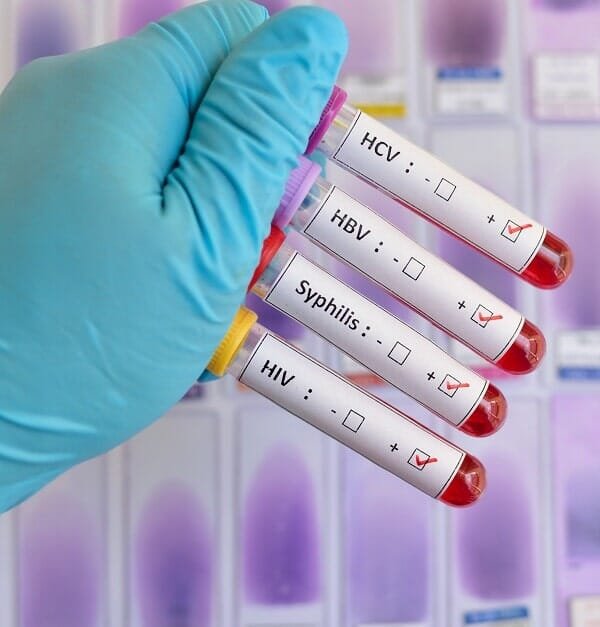 HCV : - ☐ + ☑
HBV : - ☐ + ☑
Syphilis : - ☐ + ☑
HIV : - ☐ + ☑